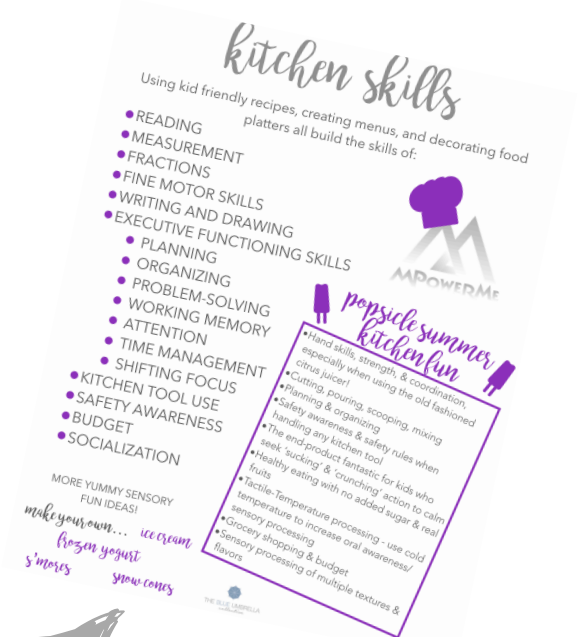 kitchen skills
Using kid friendly recipes, creating menus, and decorating food
platters all build the skills of:
•READING
•MEASUREMENT
•FRACTIONS
•FINE MOTOR SKILLS
•WRITING AND DRAWING
•EXECUTIVE FUNCTIONING SKILLS
• PLANNING
• ORGANIZING
• PROBLEM-SOLVING
• WORKING MEMORY
• ATTENTION
• TIME MANAGEMENT
• SHIFTING FOCUS
•KITCHEN TOOL USE
•SAFETY AWARENESS
•BUDGET
•SOCIALIZATION
MPOWERME
popsicle summer
kitchen fun
•Hand skills, strength, & coordination,
especially when using the old fashioned
citrus juicer!
•Cutting, pouring, scooping, mixing
•Planning & organizing
•Safety awareness & safety rules when
handling any kitchen tool
•The end-product fantastic for kids who
seek 'sucking' & 'crunching' action to calm
•Healthy eating with no added sugar & real
fruits
•Tactile-Temperature processing - use cold
temperature to increase oral awareness/
sensory processing
•Grocery shopping & budget
•Sensory processing of multiple textures &
flavors
MORE YUMMY SENSORY
FUN IDEAS!
make your own... ice cream
frozen yogurt
s'mores
snow cones
THE BLUE UMBRELLA